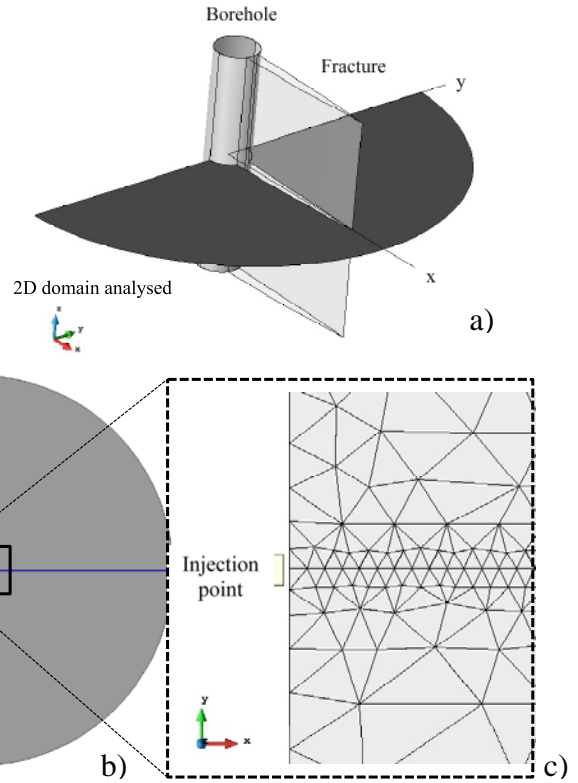 Borehole
Fracture
y
x
2D domain analysed
z
y
x
a)
Injection
point
y
x
b)
c)